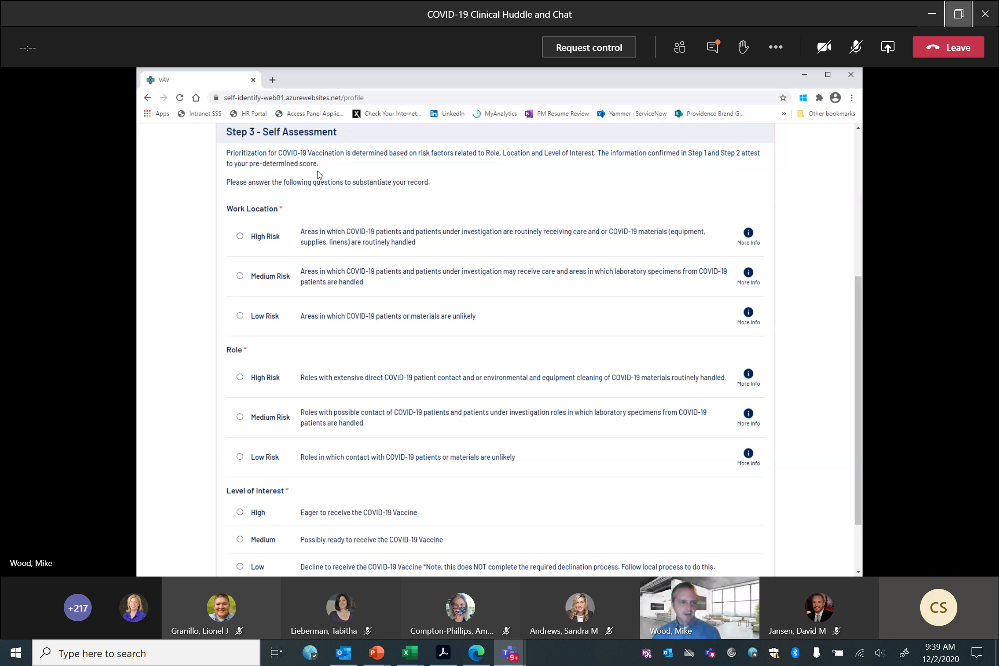 COVID-19 Clinical Huddle and Chat
--:--
Request control
Leave
VAV
self-identify-web01.azurewebsites.net/profile
Apps
Intranet SSS
HR Portal
Access Panel Applic...
Check Your Internet...
LinkedIn
MyAnalytics
PM Resume Review
Yammer : ServiceNow
Providence Brand G...
»
Other bookmarks
Step 3 - Self Assessment
Prioritization for COVID-19 Vaccination is determined based on risk factors related to Role, Location and Level of Interest. The information confirmed in Step 1 and Step 2 attest
to your pre-determined score.
Please answer the following questions to substantiate your record.
Work Location *
High Risk
Areas in which COVID-19 patients and patients under investigation are routinely receiving care and or COVID-19 materials (equipment,
supplies, linens) are routinely handled
More Info
Medium Risk
Areas in which COVID-19 patients and patients under investigation may receive care and areas in which laboratory specimens from COVID-19
patients are handled
More Info
Low Risk
Areas in which COVID-19 patients or materials are unlikely
More Info
Role *
High Risk
Roles with extensive direct COVID-19 patient contact and or environmental and equipment cleaning of COVID-19 materials routinely handled.
More Info
Medium Risk
Roles with possible contact of COVID-19 patients and patients under investigation roles in which laboratory specimens from COVID-19
patients are handled
More Info
Low Risk
Roles in which contact with COVID-19 patients or materials are unlikely
More Info
Level of Interest *
High
Eager to receive the COVID-19 Vaccine
Medium
Possibly ready to receive the COVID-19 Vaccine
Low
Decline to receive the COVID-19 Vaccine *Note, this does NOT complete the required declination process. Follow local process to do this.
Wood, Mike
+217
Granillo, Lionel J
Lieberman, Tabitha
Compton-Phillips, Am...
Andrews, Sandra M
Wood, Mike
Jansen, David M
CS
Type here to search
9+
9:39 AM
12/2/2020